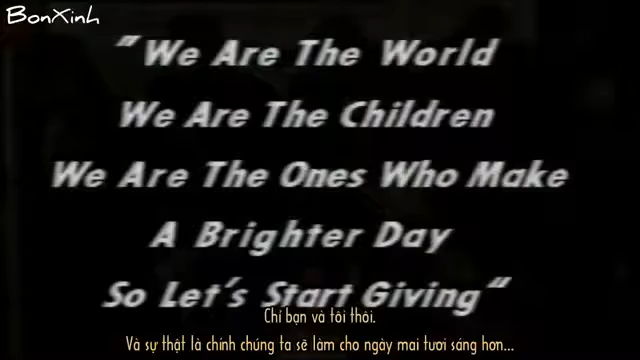 BonXinh
"We Are The World
We Are The Children
We Are The Ones Who Make
A Brighter Day
So Let's Start Giving"
Chỉ bạn và tôi thôi.
Và sự thật là chính chúng ta sẽ làm cho ngày mai tươi sáng hơn...